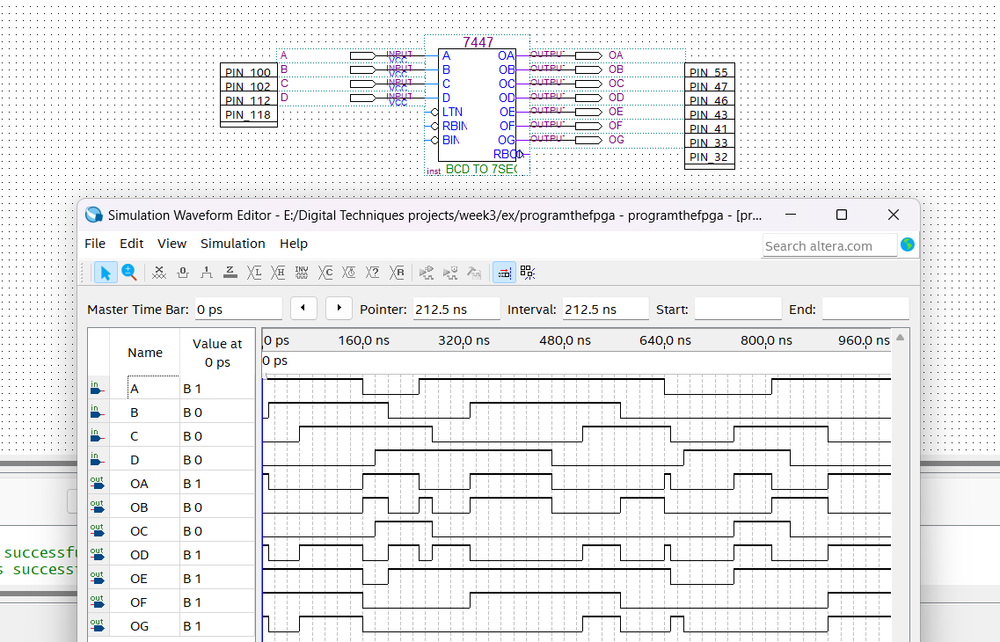 7447
A INPUT VCC A OA OUTPUT OA
PIN_100 B INPUT VCC B OB OUTPUT OB PIN_55
PIN_102 C INPUT VCC C OC OUTPUT OC PIN_47
PIN_112 D INPUT VCC D OD OUTPUT OD PIN_46
PIN_118 LTN OE OUTPUT OE PIN_43
RBIN OF OUTPUT OF PIN_41
BIN OG OUTPUT OG PIN_33
RBO PIN_32
inst BCD TO 7SEG
Simulation Waveform Editor - E:/Digital Techniques projects/week3/ex/programthefpga - programthefpga - [pr...
File Edit View Simulation Help
Search altera.com
Master Time Bar: 0 ps Pointer: 212.5 ns Interval: 212.5 ns Start: End:
Name Value at 0 ps
0 ps 160.0 ns 320.0 ns 480.0 ns 640.0 ns 800.0 ns 960.0 ns
0 ps
in A B 1
in B B 0
in C B 0
in D B 0
out OA B 1
out OB B 0
out OC B 0
out OD B 1
out OE B 1
out OF B 1
out OG B 1
successfu
s success